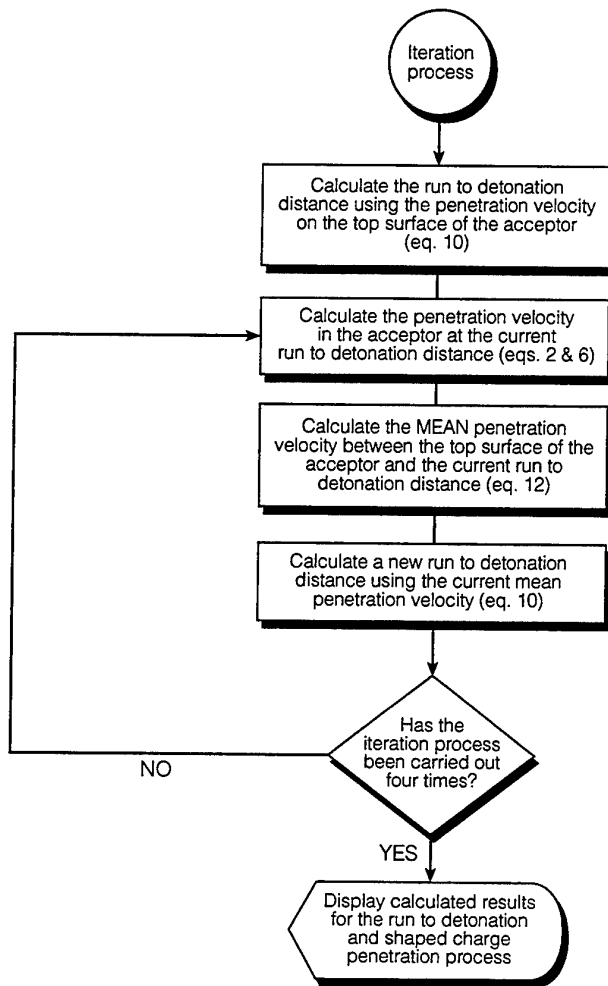 Iteration
process
Calculate the run to detonation
distance using the penetration velocity
on the top surface of the acceptor
(eq. 10)
Calculate the penetration velocity
in the acceptor at the current
run to detonation distance (eqs. 2 & 6)
Calculate the MEAN penetration
velocity between the top surface of the
acceptor and the current run to
detonation distance (eq. 12)
Calculate a new run to detonation
distance using the current mean
penetration velocity (eq. 10)
Has the
iteration process
been carried out
four times?
NO
YES
Display calculated results
for the run to detonation
and shaped charge
penetration process